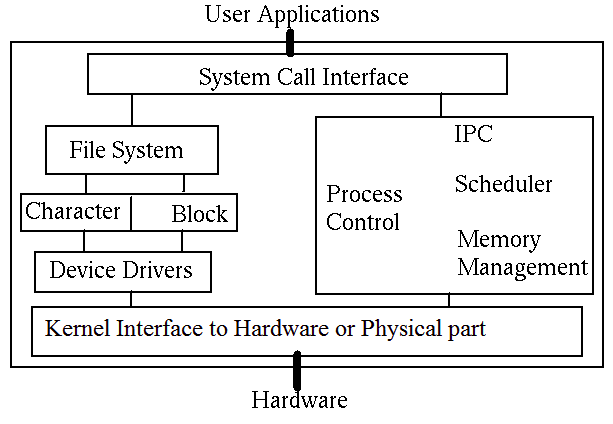 User Applications
System Call Interface
File System
Character
Block
Device Drivers
Process
Control
IPC
Scheduler
Memory
Management
Kernel Interface to Hardware or Physical part
Hardware